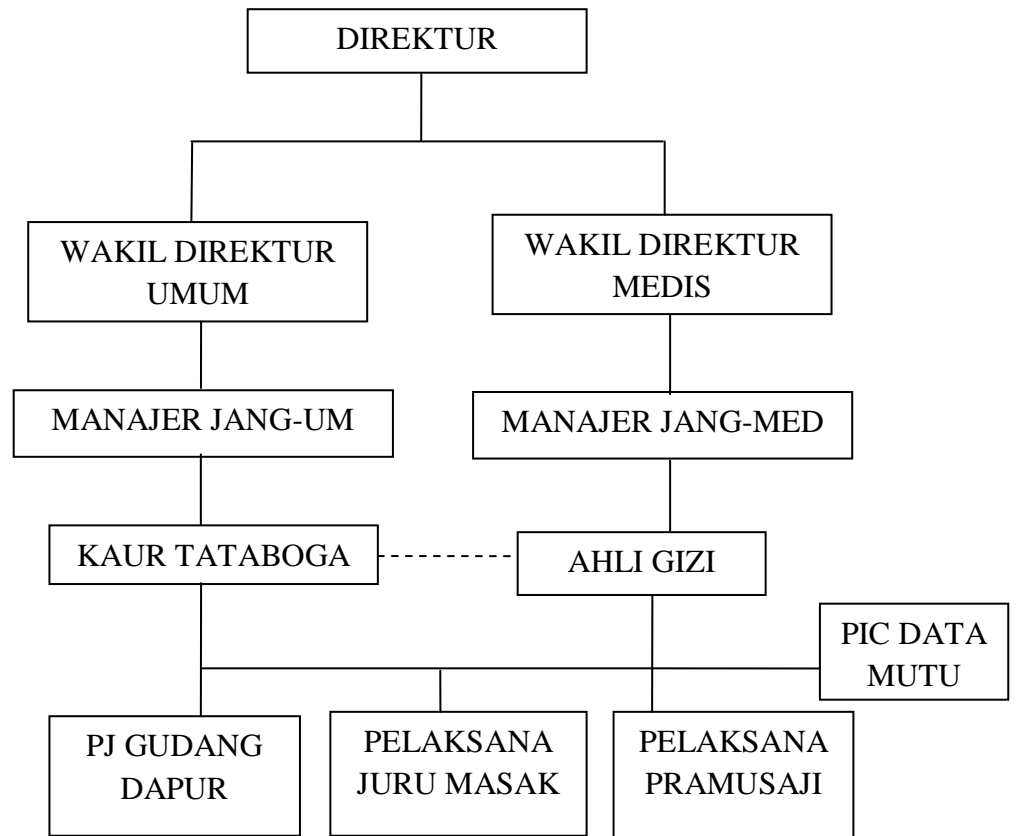 DIREKTUR
WAKIL DIREKTUR
UMUM
WAKIL DIREKTUR
MEDIS
MANAJER JANG-UM
MANAJER JANG-MED
KAUR TATABOGA
AHLI GIZI
PIC DATA
MUTU
PJ GUDANG
DAPUR
PELAKSANA
JURU MASAK
PELAKSANA
PRAMUSAJI